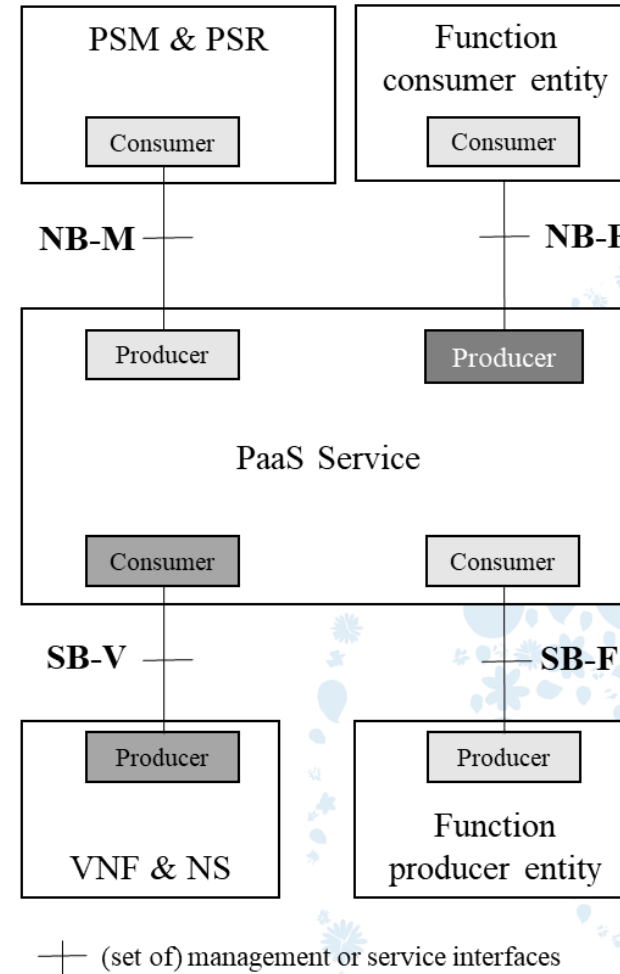 PSM & PSR
Function
consumer entity
Consumer
Consumer
NB-M
NB-F
Producer
Producer
PaaS Service
Consumer
Consumer
SB-V
SB-F
Producer
Producer
VNF & NS
Function
producer entity
(set of) management or service interfaces